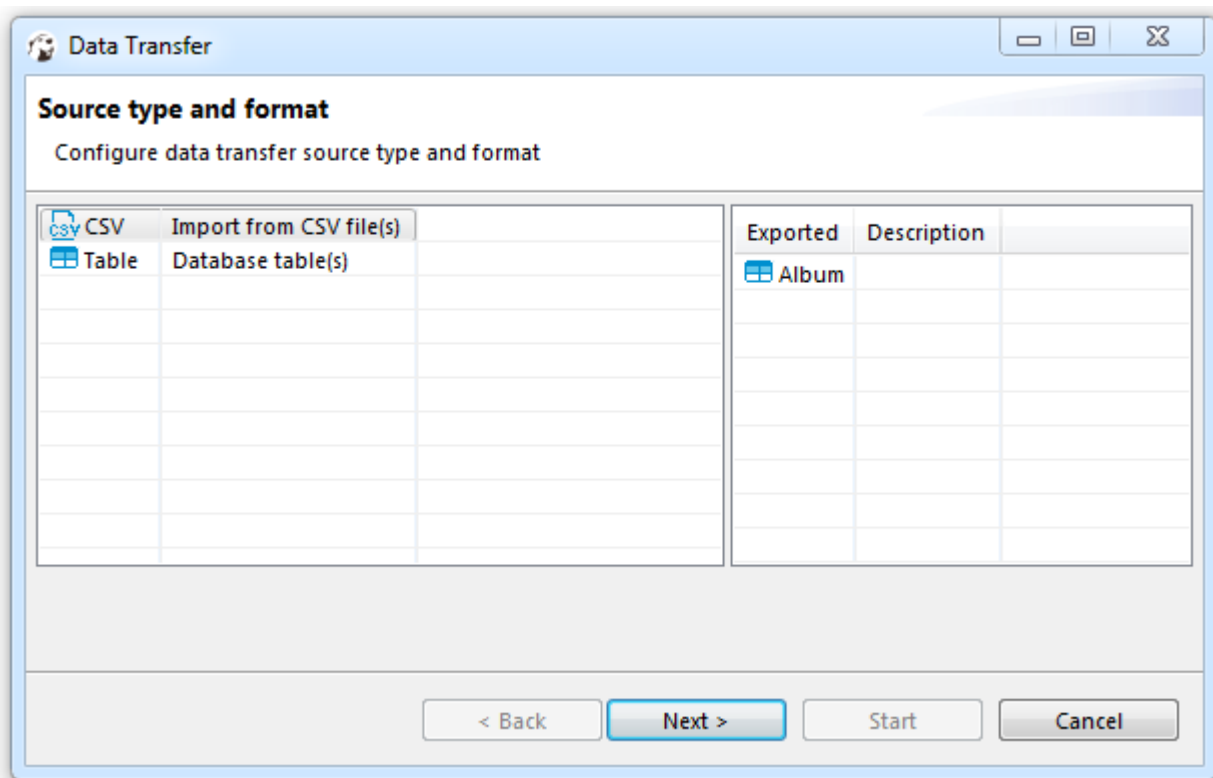 Data Transfer
Source type and format
Configure data transfer source type and format
CSV Import from CSV file(s)
Table Database table(s)
Exported Description
Album
< Back Next > Start Cancel